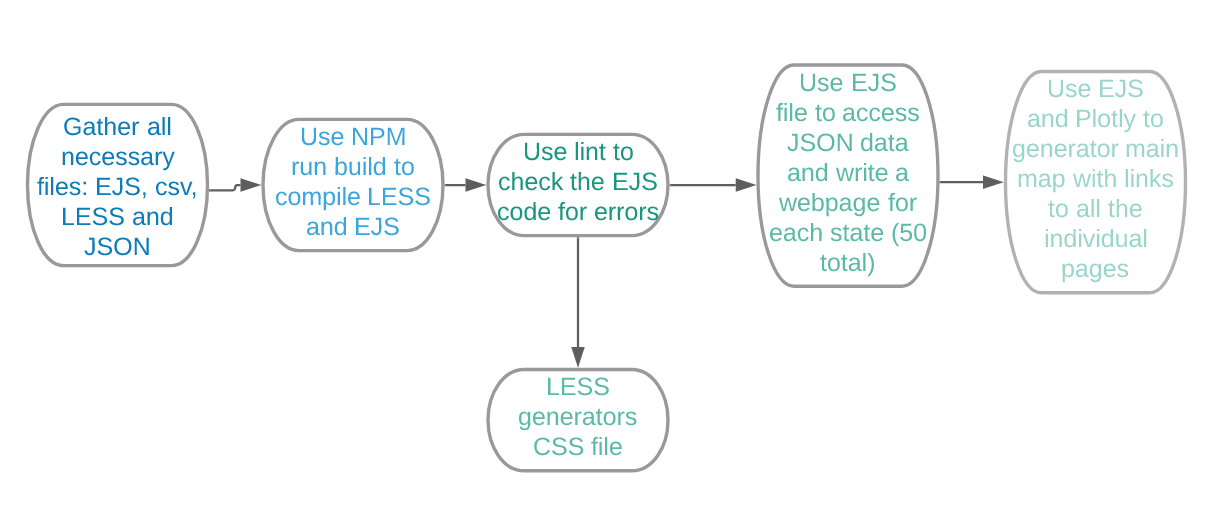 Gather all
necessary
files: EJS, csv,
LESS and
JSON
Use NPM
run build to
compile LESS
and EJS
Use lint to
check the EJS
code for errors
Use EJS
file to access
JSON data
and write a
webpage for
each state (50
total)
Use EJS
and Plotly to
generator main
map with links
to all the
individual
pages
LESS
generators
CSS file